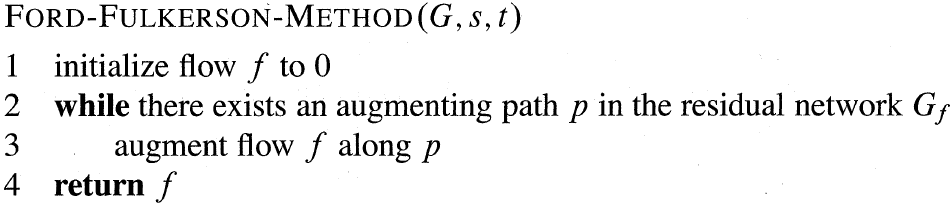 FORD-FULKERSON-METHOD(G, s, t)
1 initialize flow f to 0
2 while there exists an augmenting path p in the residual network G_f
3 augment flow f along p
4 return f